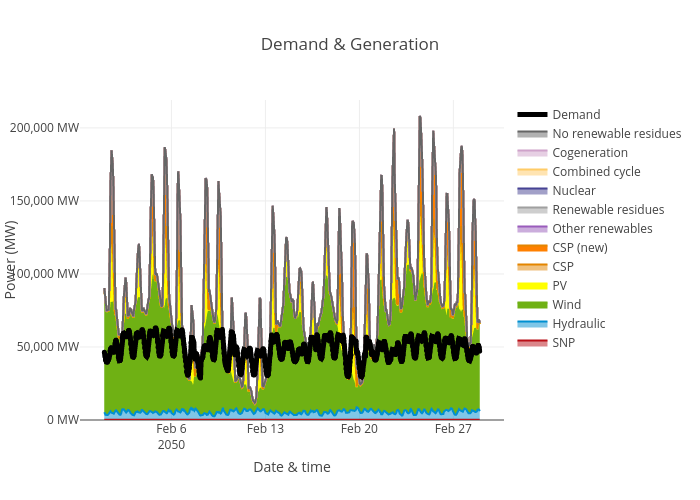 Demand & Generation
200,000 MW
150,000 MW
100,000 MW
50,000 MW
0 MW
Power (MW)
Feb 6
2050
Feb 13
Feb 20
Feb 27
Date & time
Demand
No renewable residues
Cogeneration
Combined cycle
Nuclear
Renewable residues
Other renewables
CSP (new)
CSP
PV
Wind
Hydraulic
SNP